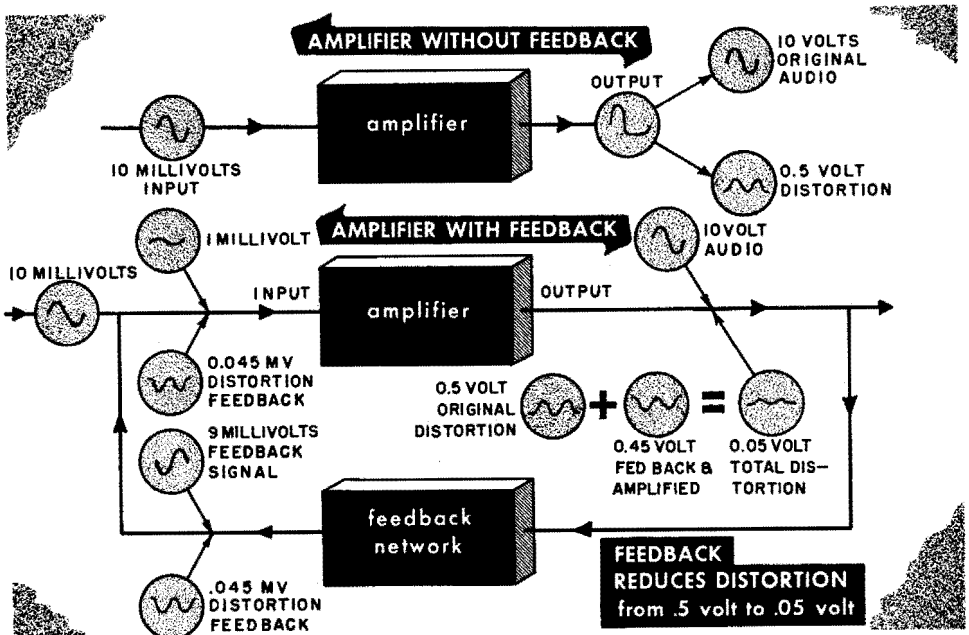 AMPLIFIER WITHOUT FEEDBACK
10 VOLTS
ORIGINAL
AUDIO
OUTPUT
amplifier
10 MILLIVOLTS
INPUT
0.5 VOLT
DISTORTION
AMPLIFIER WITH FEEDBACK
1 MILLIVOLT
10 VOLT
AUDIO
10 MILLIVOLTS
INPUT
amplifier
OUTPUT
0.045 MV
DISTORTION
FEEDBACK
0.5 VOLT
ORIGINAL
DISTORTION
+
=
0.45 VOLT
FED BACK &
AMPLIFIED
0.05 VOLT
TOTAL DIS-
TORTION
9 MILLIVOLTS
FEEDBACK
SIGNAL
feedback
network
.045 MV
DISTORTION
FEEDBACK
FEEDBACK
REDUCES DISTORTION
from .5 volt to .05 volt